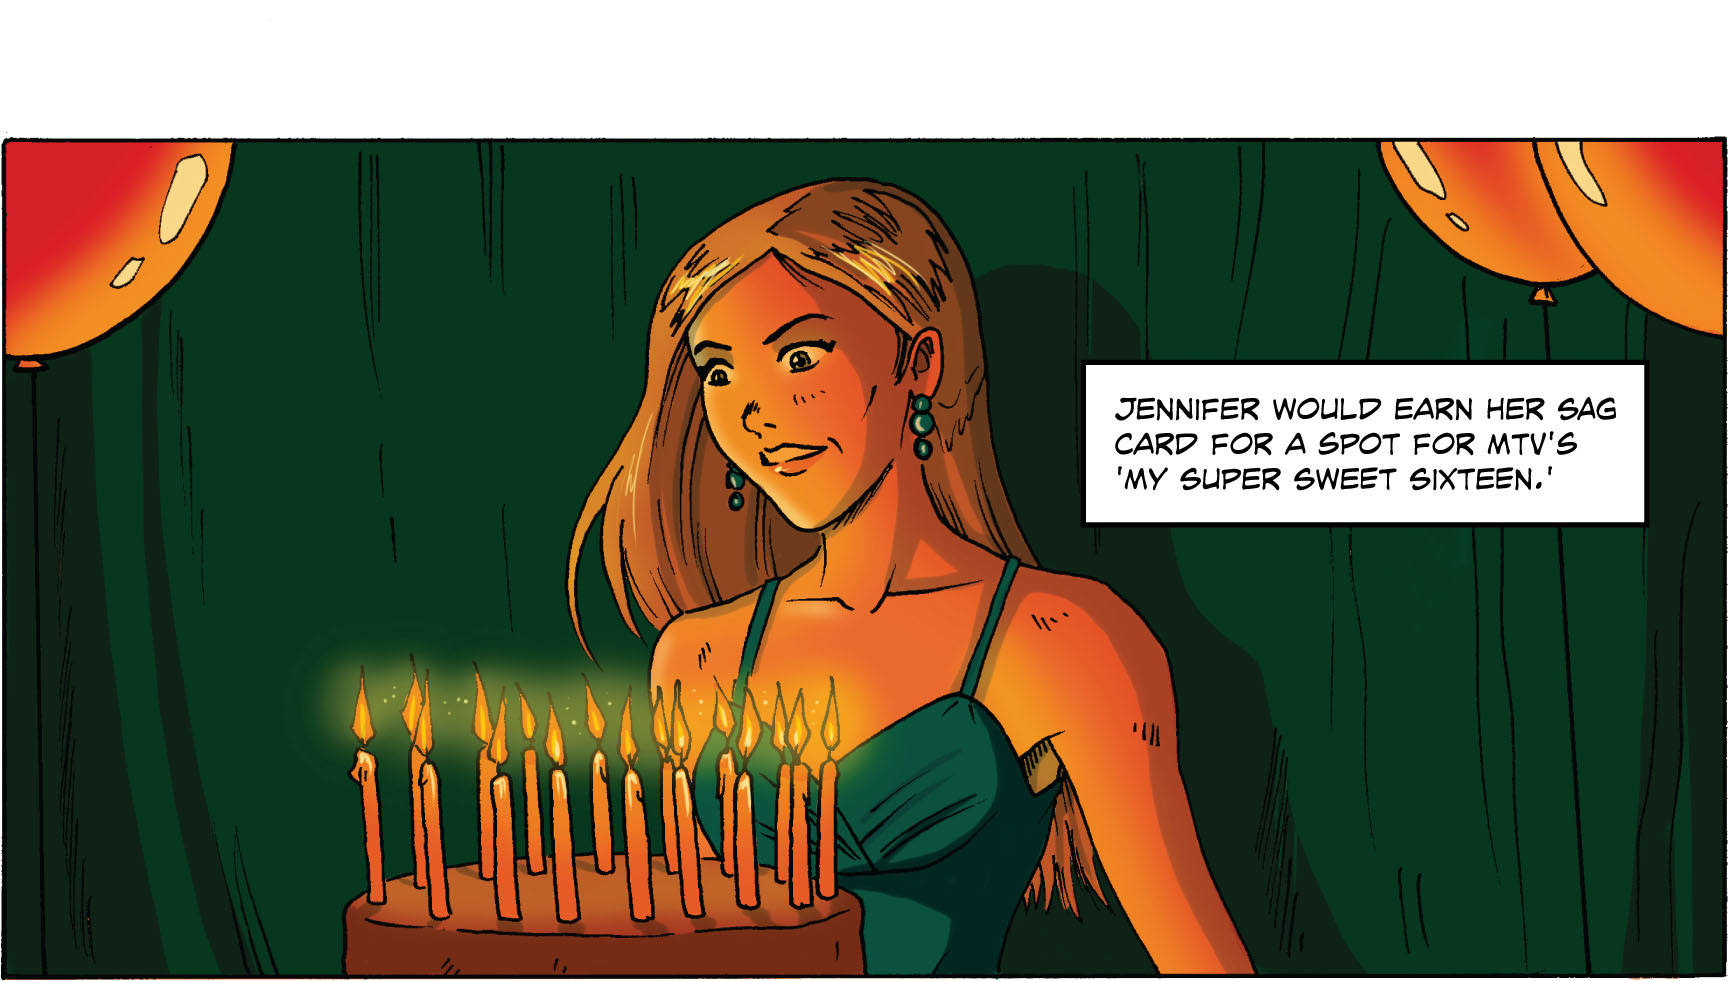 JENNIFER WOULD EARN HER SAG
CARD FOR A SPOT FOR MTV'S
'MY SUPER SWEET SIXTEEN.'